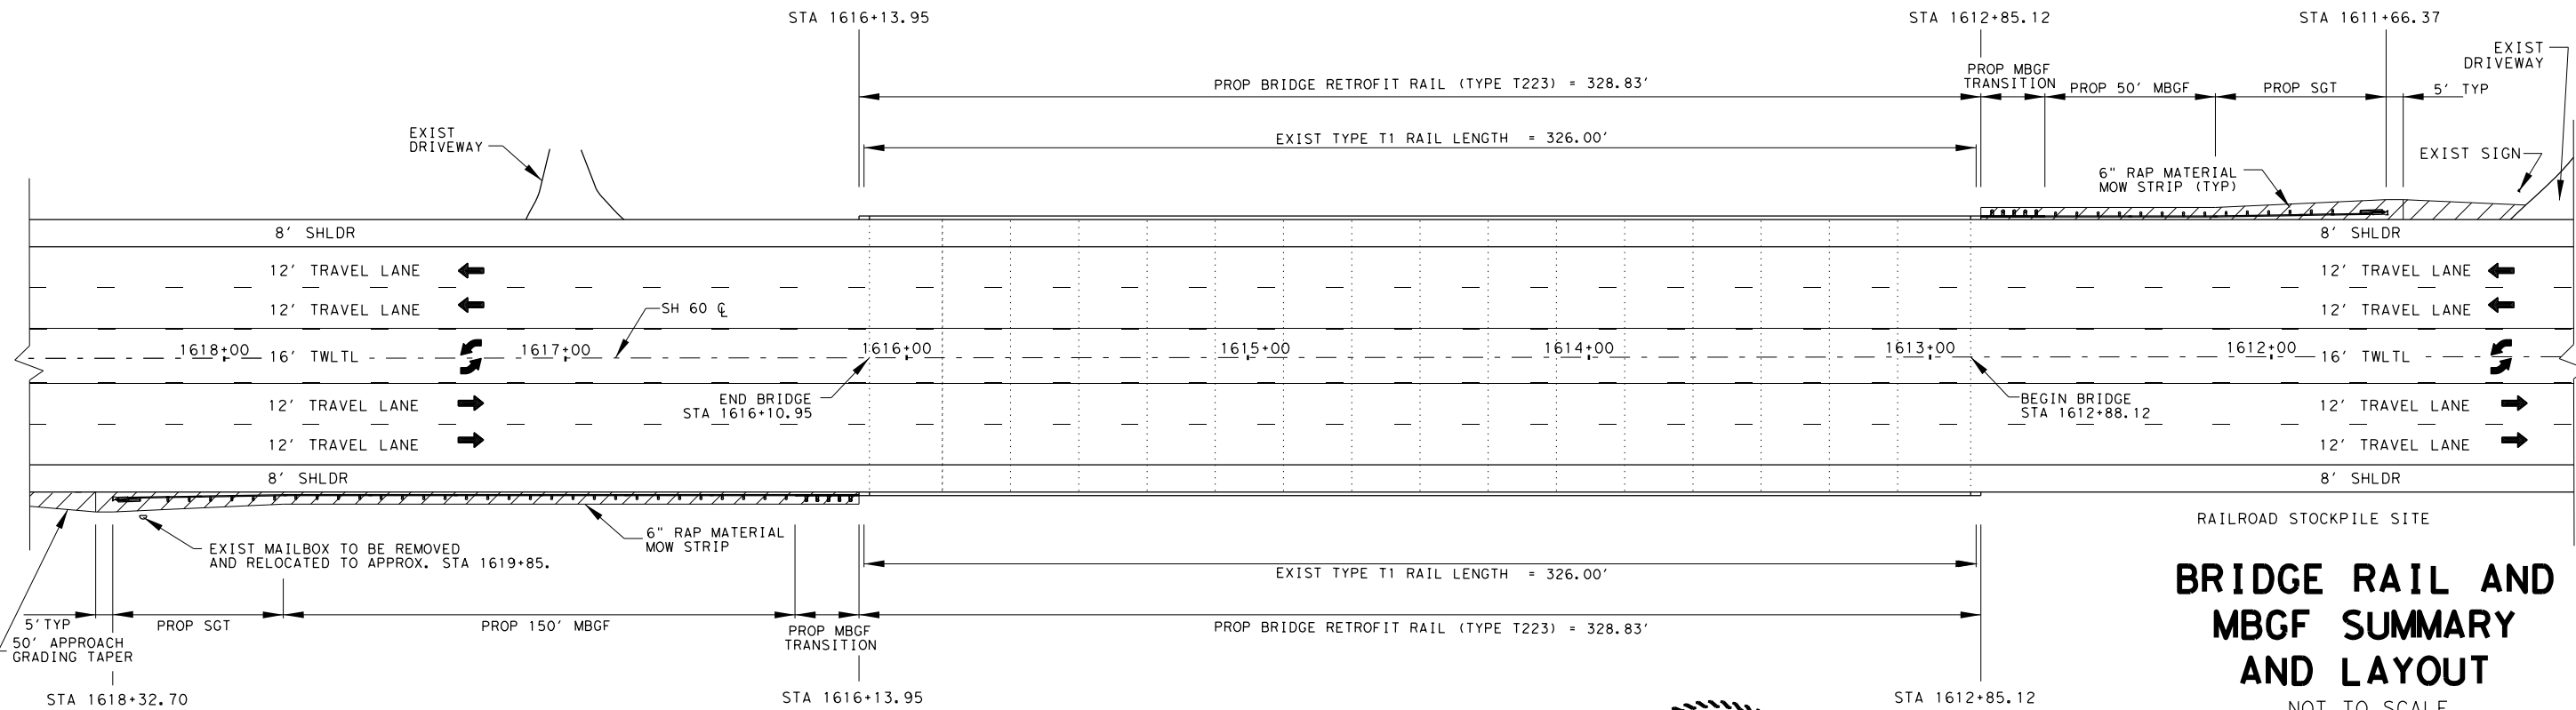 STA 1616+13.95
STA 1612+85.12
STA 1611+66.37
EXIST
DRIVEWAY
PROP BRIDGE RETROFIT RAIL (TYPE T223) = 328.83'
PROP MBGF
TRANSITION
PROP 50' MBGF
PROP SGT
5' TYP
EXIST
DRIVEWAY
EXIST TYPE T1 RAIL LENGTH = 326.00'
EXIST SIGN
6" RAP MATERIAL
MOW STRIP (TYP)
8' SHLDR
8' SHLDR
12' TRAVEL LANE
12' TRAVEL LANE
12' TRAVEL LANE
12' TRAVEL LANE
SH 60 ℄
1618+00
16' TWLTL
1617+00
1616+00
1615+00
1614+00
1613+00
1612+00
16' TWLTL
END BRIDGE
STA 1616+10.95
BEGIN BRIDGE
STA 1612+88.12
12' TRAVEL LANE
12' TRAVEL LANE
12' TRAVEL LANE
12' TRAVEL LANE
8' SHLDR
8' SHLDR
RAILROAD STOCKPILE SITE
6" RAP MATERIAL
MOW STRIP
EXIST MAILBOX TO BE REMOVED
AND RELOCATED TO APPROX. STA 1619+85.
EXIST TYPE T1 RAIL LENGTH = 326.00'
5'TYP
PROP SGT
PROP 150' MBGF
PROP MBGF
TRANSITION
PROP BRIDGE RETROFIT RAIL (TYPE T223) = 328.83'
50' APPROACH
GRADING TAPER
STA 1618+32.70
STA 1616+13.95
STA 1612+85.12
BRIDGE RAIL AND
MBGF SUMMARY
AND LAYOUT
NOT TO SCALE